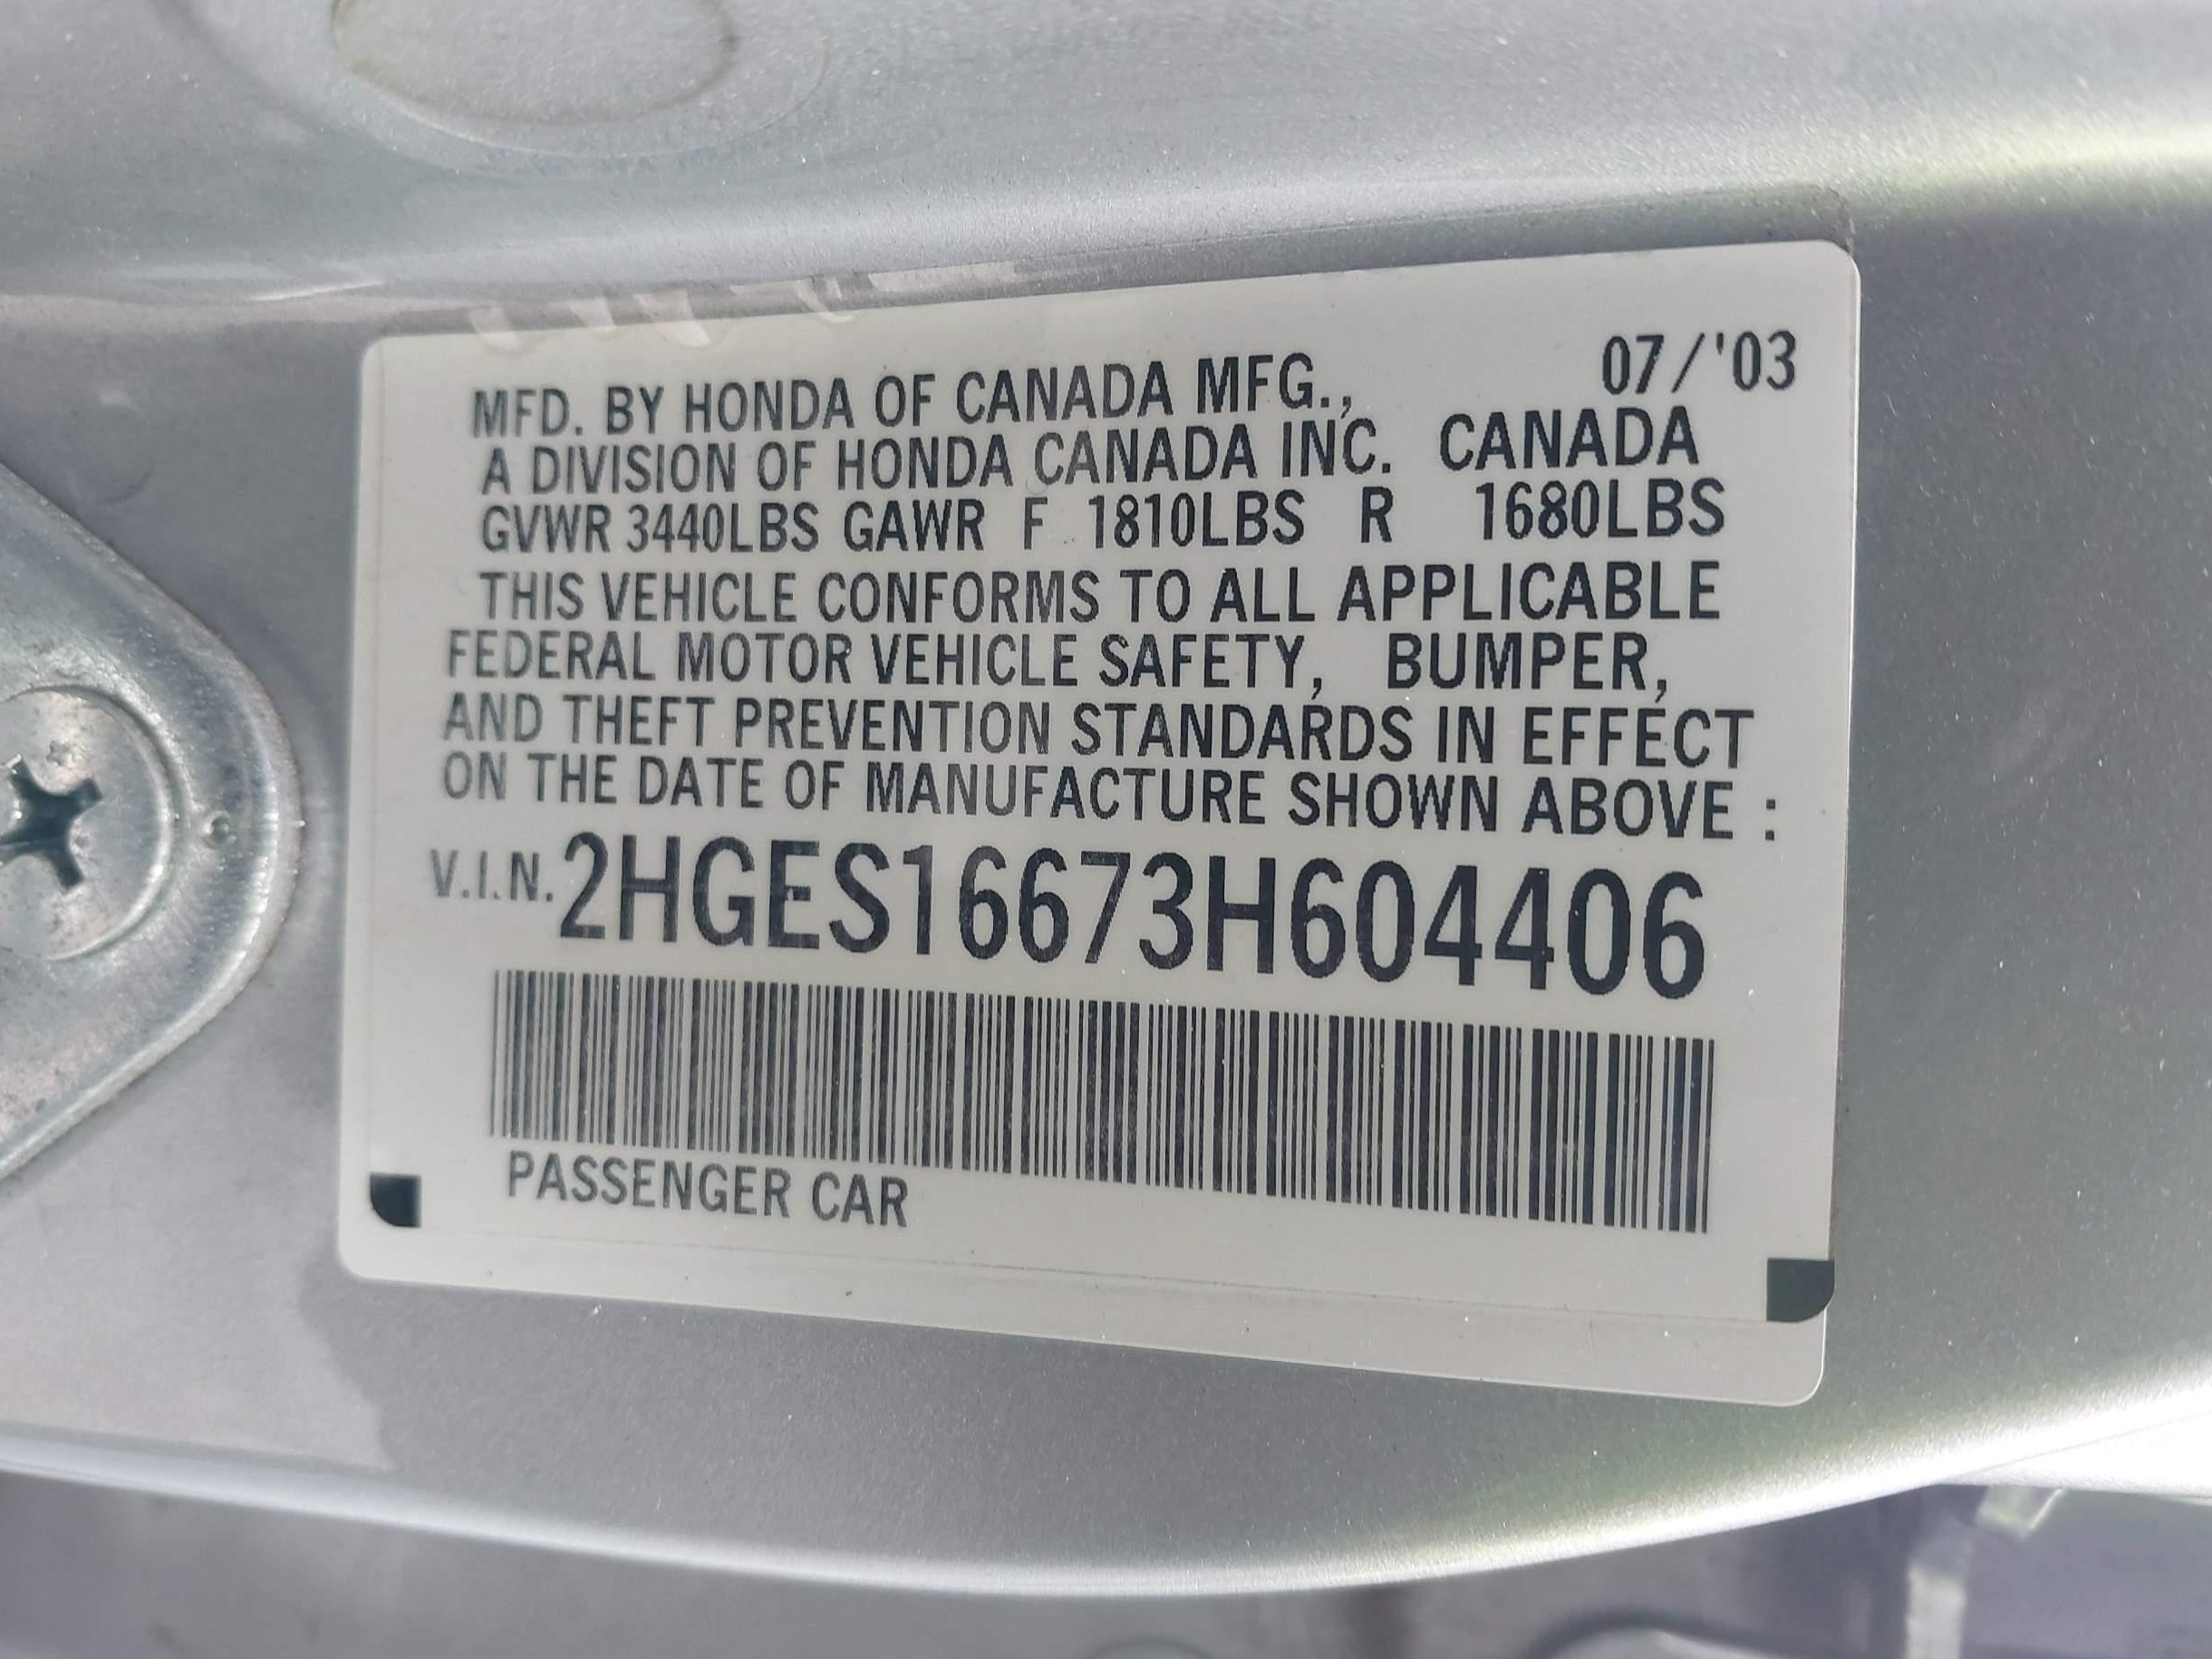 07/'03
MFD. BY HONDA OF CANADA MFG.,
A DIVISION OF HONDA CANADA INC. CANADA
GVWR 3440LBS GAWR F 1810LBS R 1680LBS
THIS VEHICLE CONFORMS TO ALL APPLICABLE
FEDERAL MOTOR VEHICLE SAFETY, BUMPER,
AND THEFT PREVENTION STANDARDS IN EFFECT
ON THE DATE OF MANUFACTURE SHOWN ABOVE :
V.I.N. 2HGES16673H604406
PASSENGER CAR